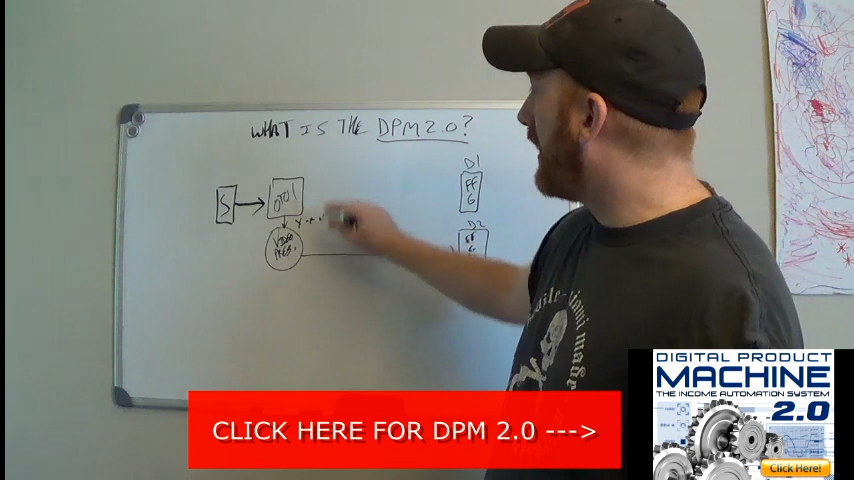 WHAT IS THE DPM 2.0?
D1
FF
G
S
OTO1
D2
VIDEO
PRES.
CLICK HERE FOR DPM 2.0 --->
DIGITAL PRODUCT
MACHINE
THE INCOME AUTOMATION SYSTEM
2.0
Click Here!